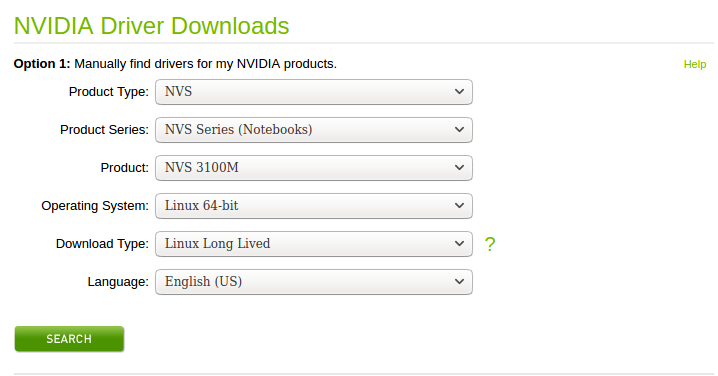 NVIDIA Driver Downloads
Option 1: Manually find drivers for my NVIDIA products. Help
Product Type: NVS
Product Series: NVS Series (Notebooks)
Product: NVS 3100M
Operating System: Linux 64-bit
Download Type: Linux Long Lived ?
Language: English (US)
SEARCH